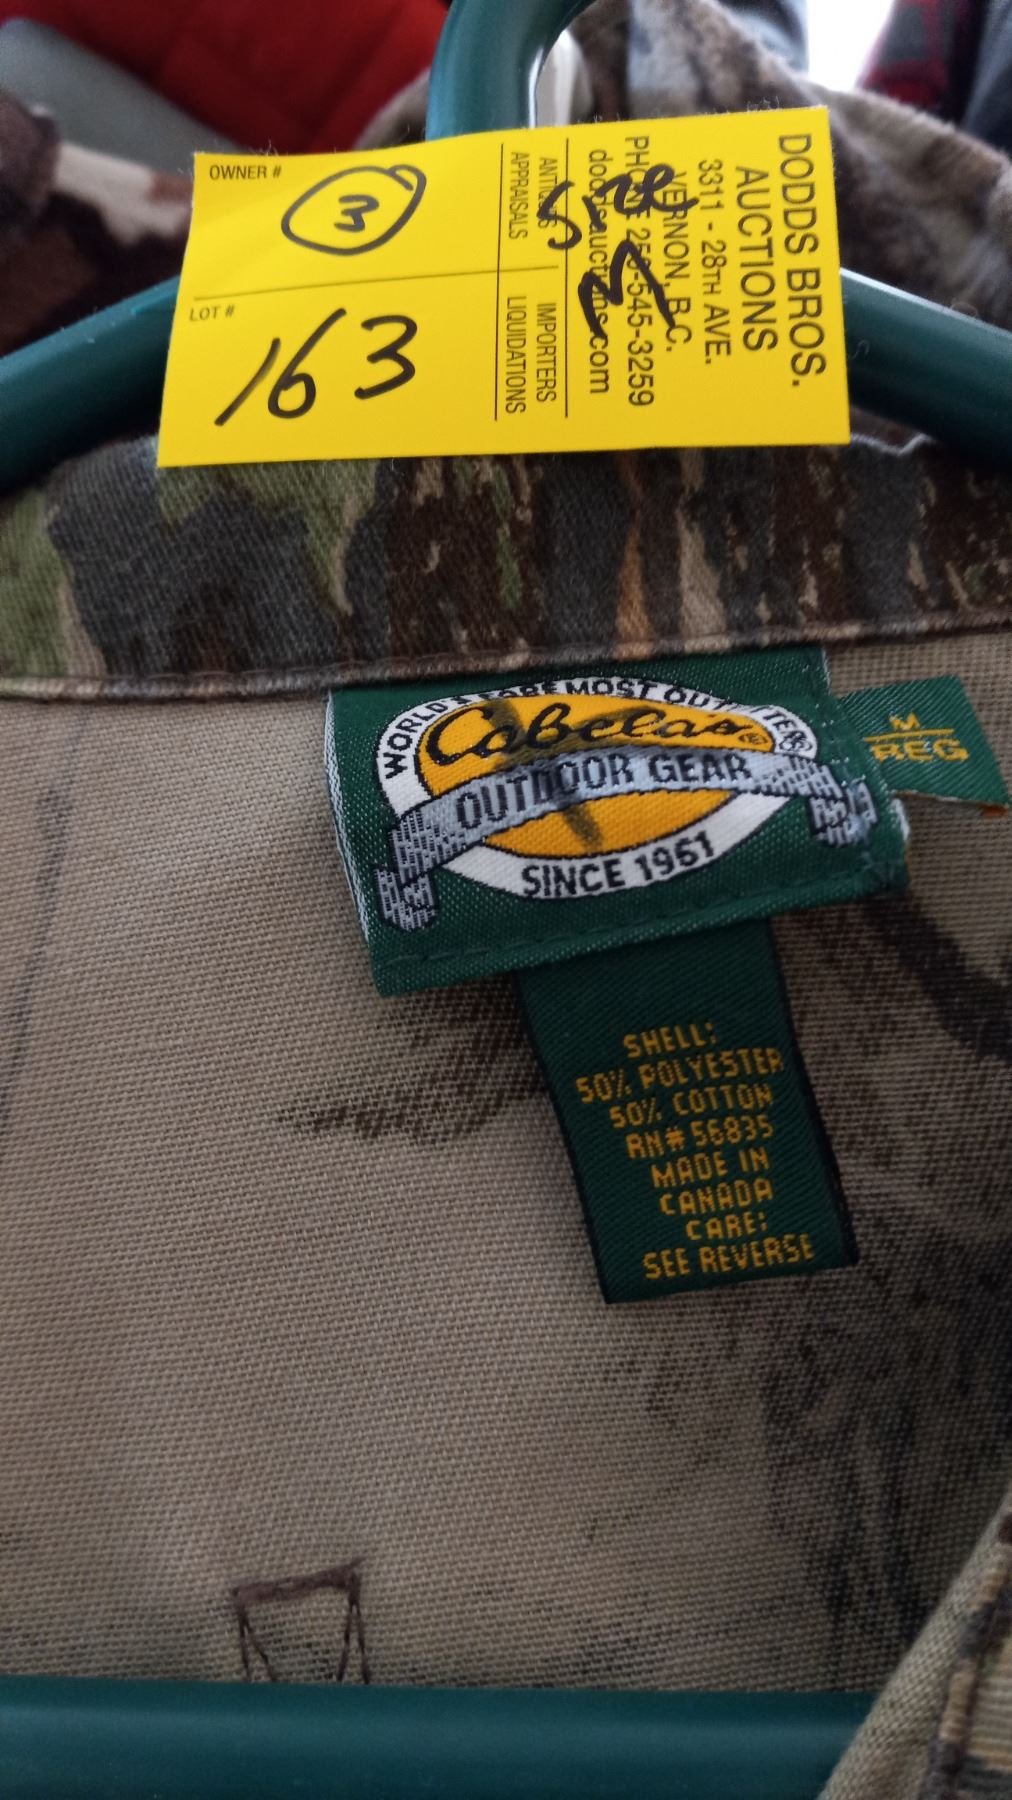 OWNER #
3
LOT #
163
DODDS BROS.
AUCTIONS
3311 - 28TH AVE.
VERNON, B.C.
PHONE 250-545-3259
doddsauctions.com
ANTIQUES IMPORTERS
APPRAISALS LIQUIDATIONS
WORLD'S FOREMOST OUTFITTERS
Cabela's®
OUTDOOR GEAR
SINCE 1961
M
REG
SHELL:
50% POLYESTER
50% COTTON
RN# 56835
MADE IN
CANADA
CARE:
SEE REVERSE